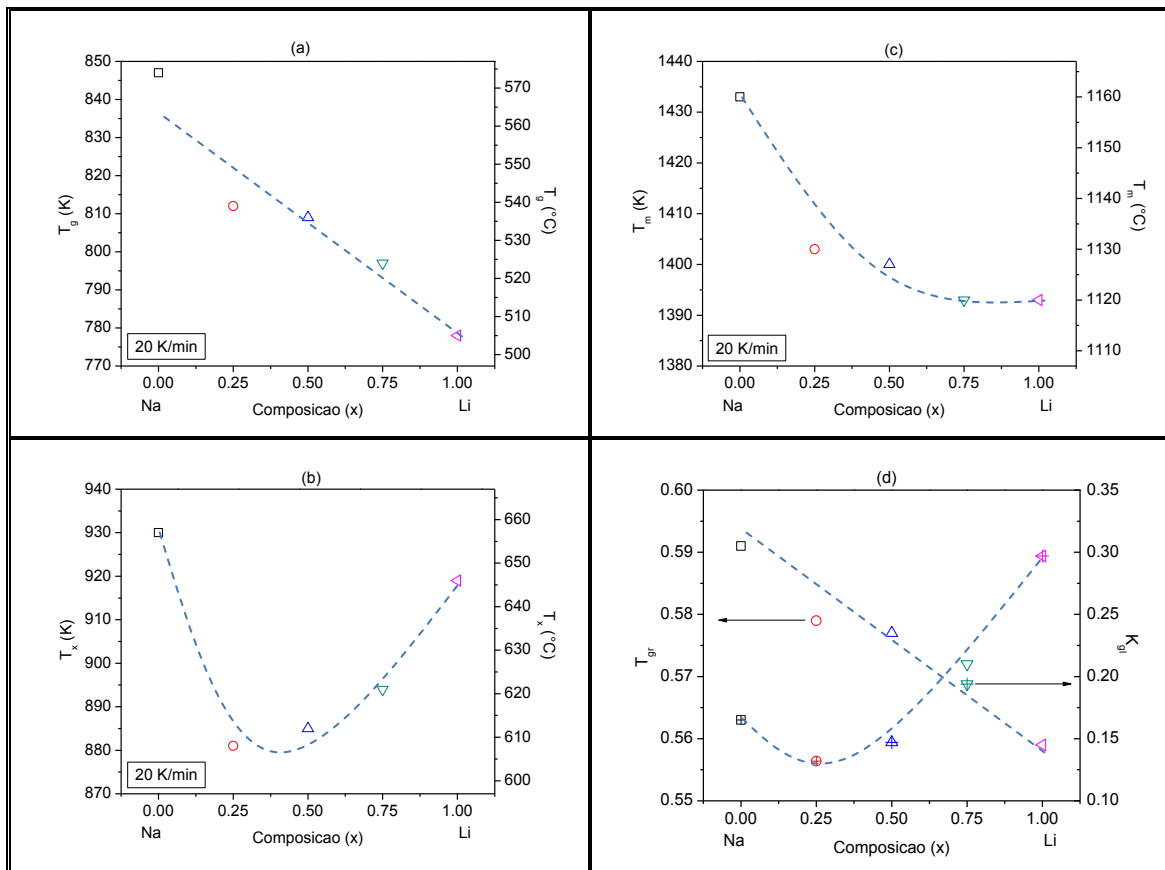 (a)
850
840
830
820
810
800
790
780
770
T_g (K)
570
560
550
540
530
520
510
500
T_g (°C)
20 K/min
0.00 0.25 0.50 0.75 1.00
Na Composicao (x) Li
(c)
1440
1430
1420
1410
1400
1390
1380
T_m (K)
1160
1150
1140
1130
1120
1110
T_m (°C)
20 K/min
0.00 0.25 0.50 0.75 1.00
Na Composicao (x) Li
(b)
940
930
920
910
900
890
880
870
T_x (K)
660
640
620
600
T_x (°C)
20 K/min
0.00 0.25 0.50 0.75 1.00
Na Composicao (x) Li
(d)
0.60
0.59
0.58
0.57
0.56
0.55
T_gr
0.35
0.30
0.25
0.20
0.15
0.10
K_gl
0.00 0.25 0.50 0.75 1.00
Na Composicao (x) Li